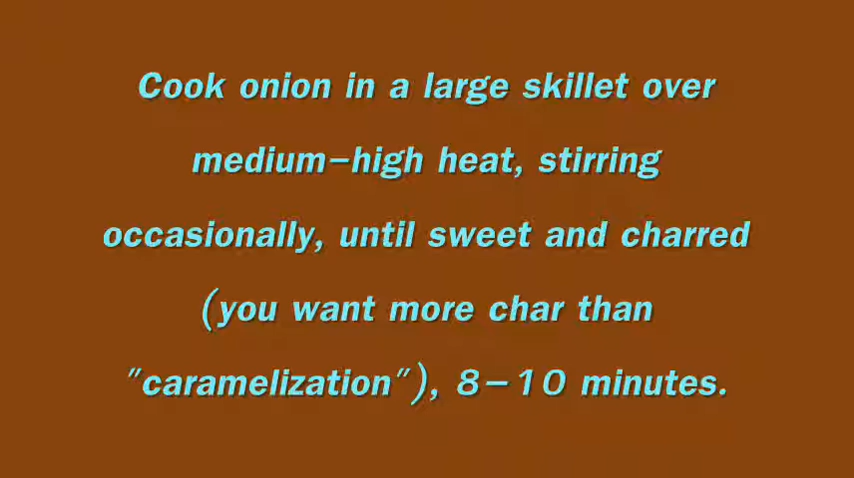 Cook onion in a large skillet over
medium–high heat, stirring
occasionally, until sweet and charred
(you want more char than
"caramelization"), 8–10 minutes.